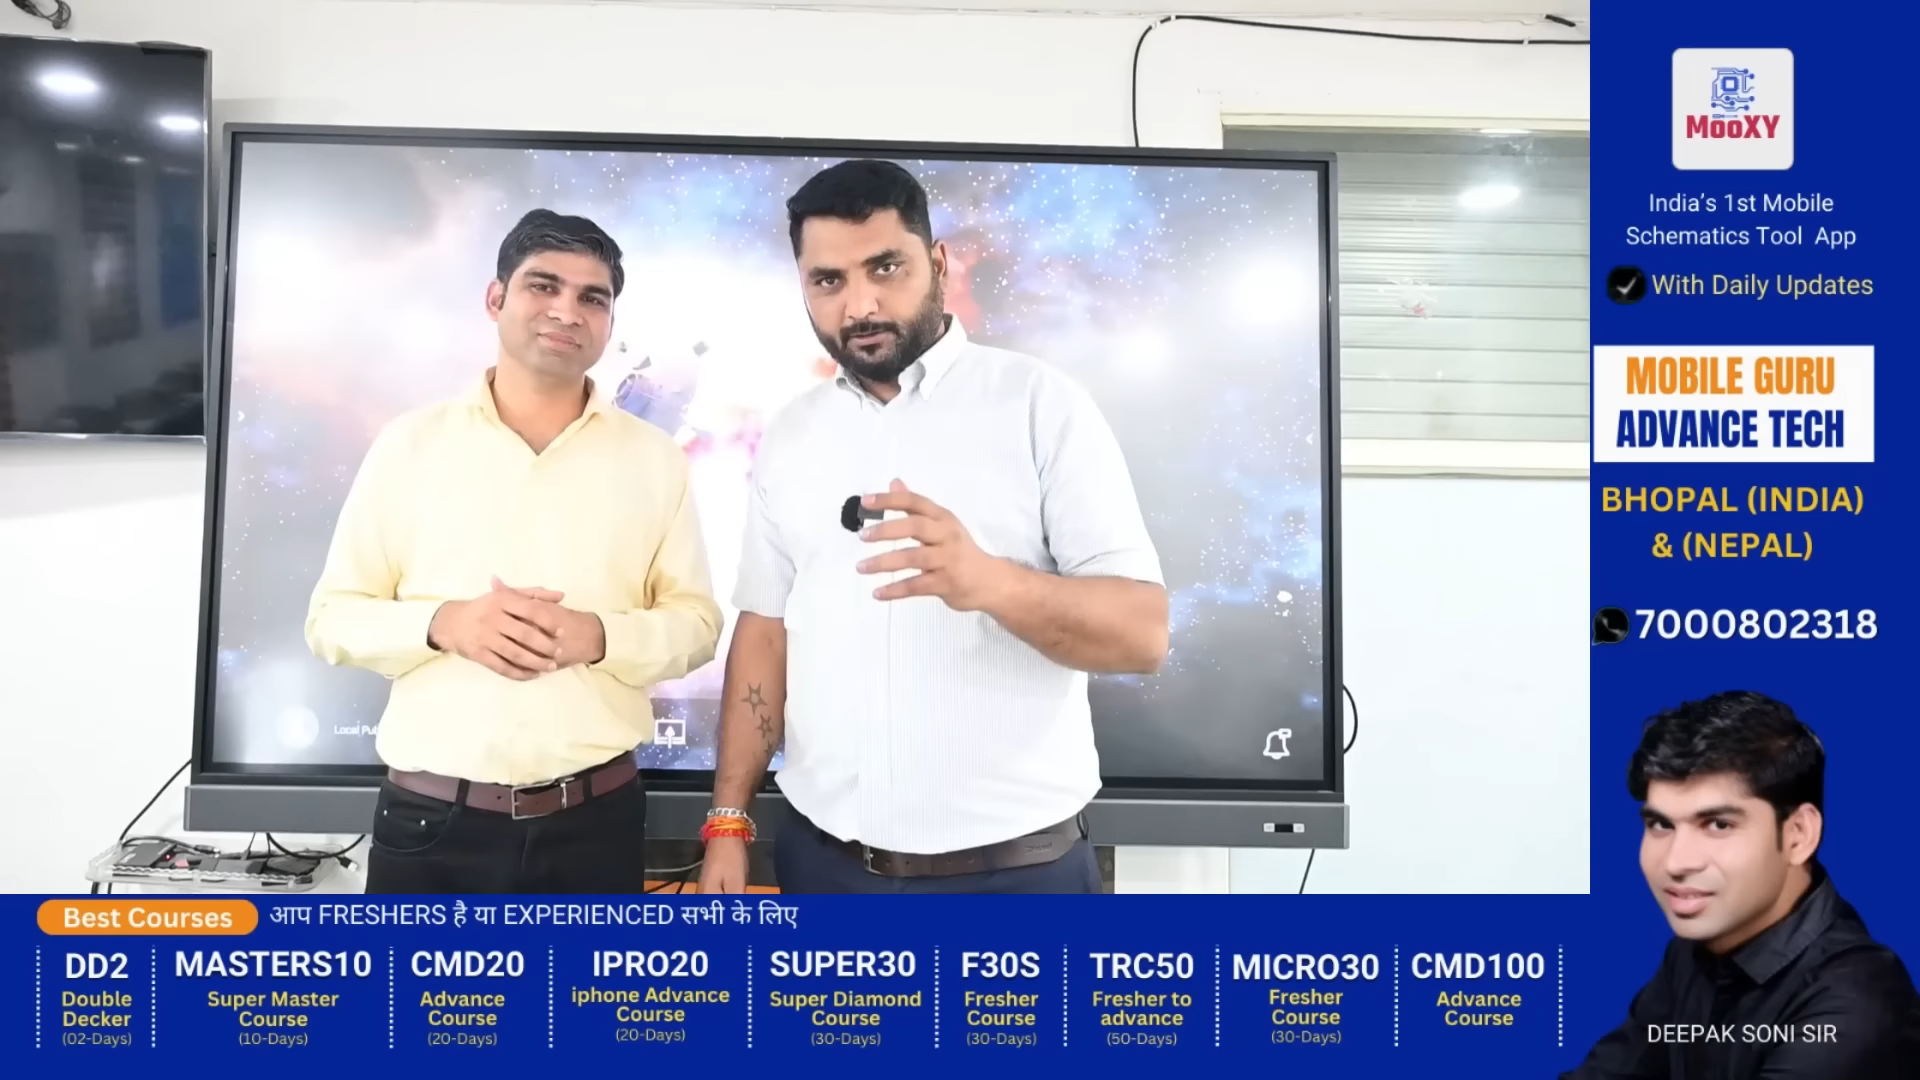 MOOXY
India's 1st Mobile
Schematics Tool App
With Daily Updates
MOBILE GURU
ADVANCE TECH
BHOPAL (INDIA)
& (NEPAL)
7000802318
DEEPAK SONI SIR
Local Pu
Best Courses आप FRESHERS है या EXPERIENCED सभी के लिए
DD2
Double
Decker
(02-Days)
MASTERS10
Super Master
Course
(10-Days)
CMD20
Advance
Course
(20-Days)
IPRO20
iphone Advance
Course
(20-Days)
SUPER30
Super Diamond
Course
(30-Days)
F30S
Fresher
Course
(30-Days)
TRC50
Fresher to
advance
(50-Days)
MICRO30
Fresher
Course
(30-Days)
CMD100
Advance
Course